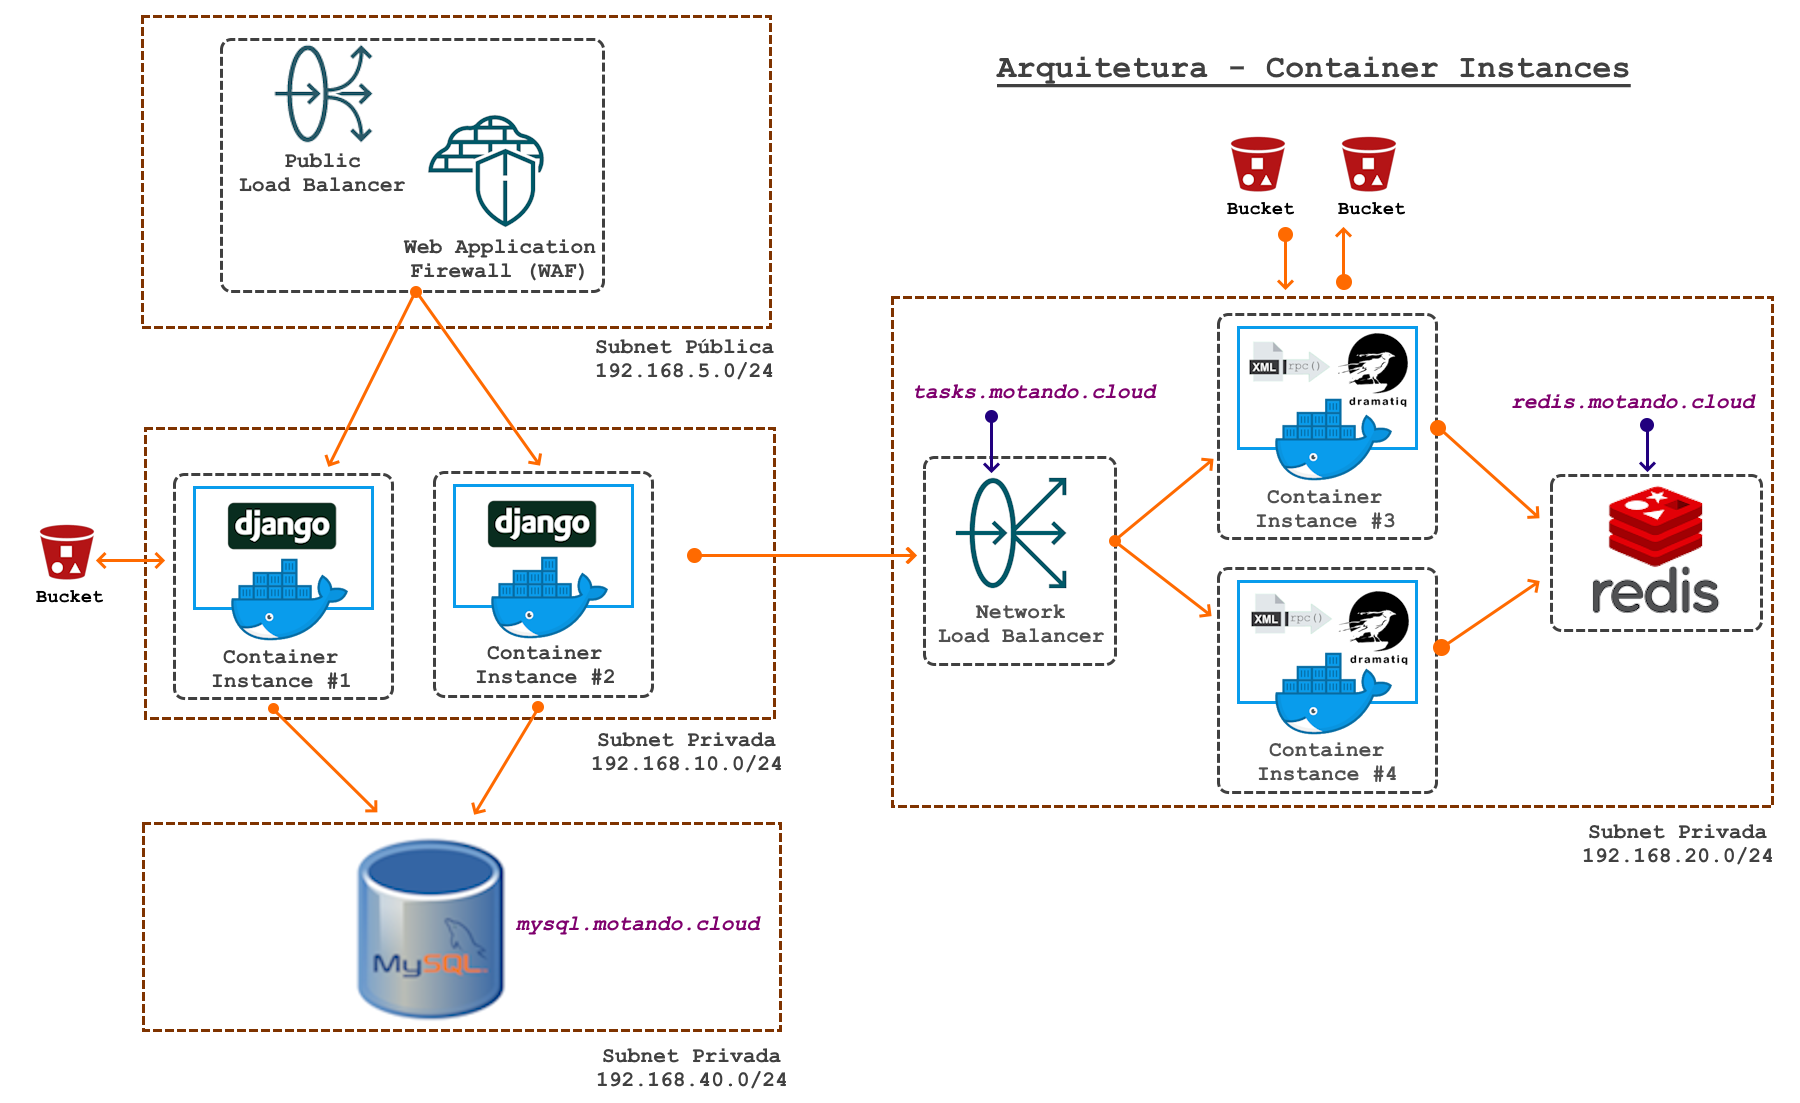 Arquitetura - Container Instances
Public
Load Balancer
Web Application
Firewall (WAF)
Subnet Pública
192.168.5.0/24
Bucket
django
Container
Instance #1
django
Container
Instance #2
Subnet Privada
192.168.10.0/24
MySQL
mysql.motando.cloud
Subnet Privada
192.168.40.0/24
Bucket
Bucket
tasks.motando.cloud
Network
Load Balancer
XML
rpc()
dramatiq
Container
Instance #3
XML
rpc()
dramatiq
Container
Instance #4
redis.motando.cloud
redis
Subnet Privada
192.168.20.0/24